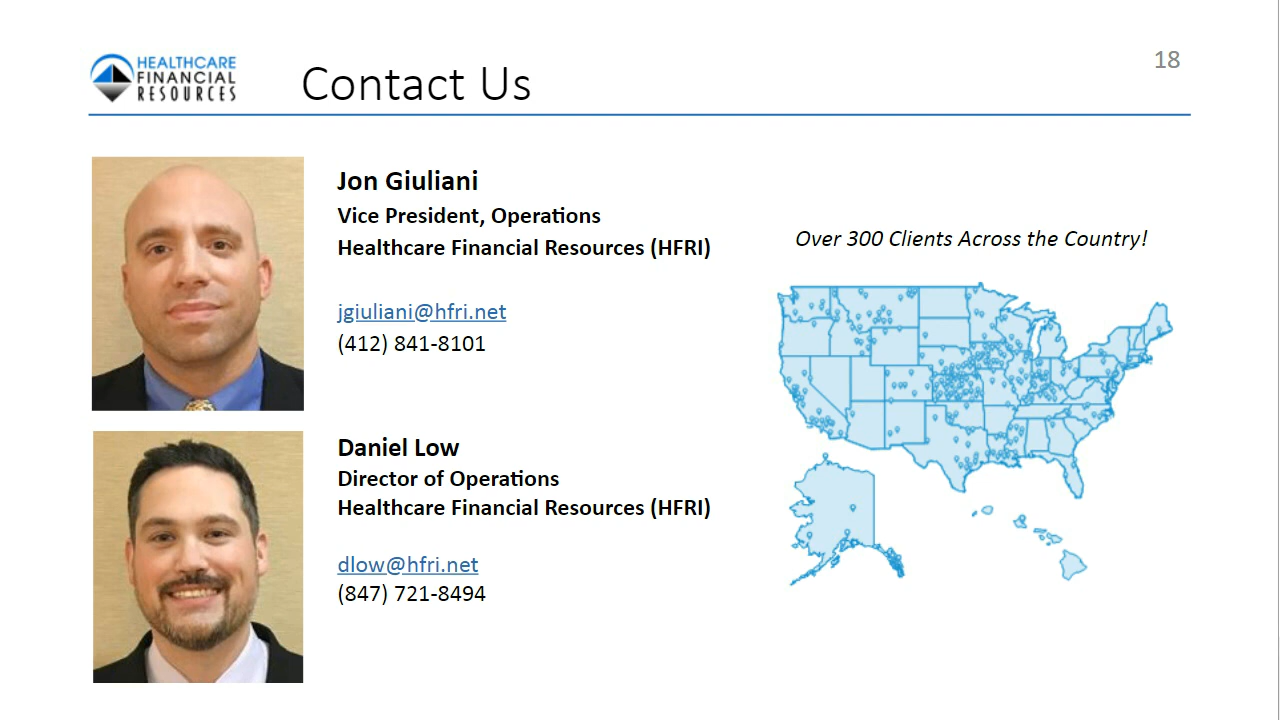 HEALTHCARE
FINANCIAL
RESOURCES
Contact Us
18
Jon Giuliani
Vice President, Operations
Healthcare Financial Resources (HFRI)
jgiuliani@hfri.net
(412) 841-8101
Over 300 Clients Across the Country!
Daniel Low
Director of Operations
Healthcare Financial Resources (HFRI)
dlow@hfri.net
(847) 721-8494